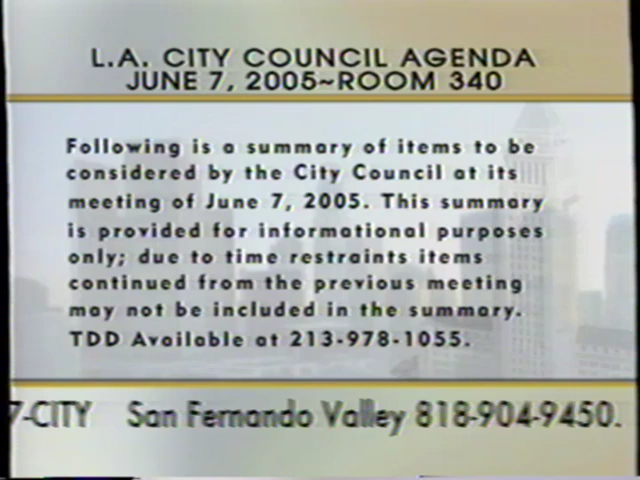 L.A. CITY COUNCIL AGENDA
JUNE 7, 2005~ROOM 340
Following is a summary of items to be
considered by the City Council at its
meeting of June 7, 2005. This summary
is provided for informational purposes
only; due to time restraints items
continued from the previous meeting
may not be included in the summary.
TDD Available at 213-978-1055.
7-CITY San Fernando Valley 818-904-9450.